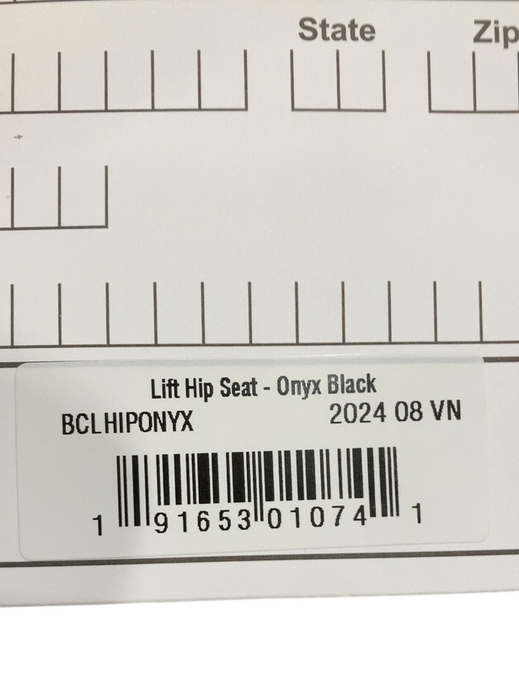 State Zip
Lift Hip Seat - Onyx Black
BCLHIPONYX 2024 08 VN
1 91653 01074 1